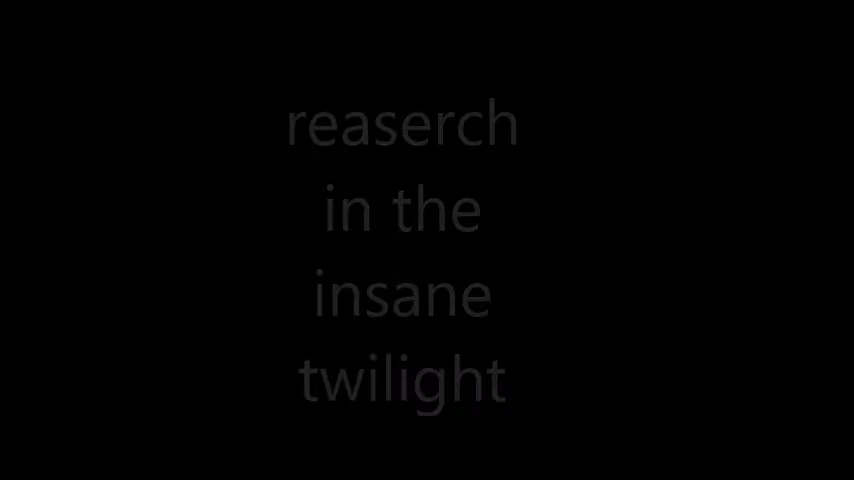 reaserch
in the
insane
twilight